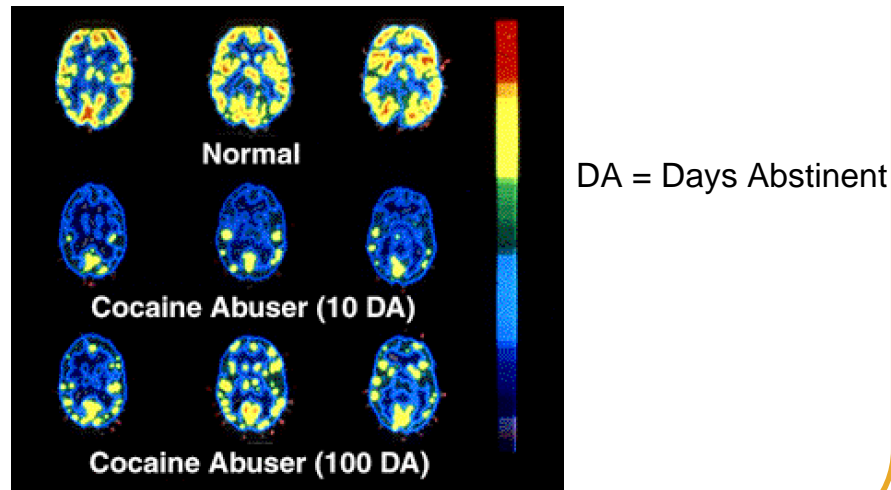 Normal
DA = Days Abstinent
Cocaine Abuser (10 DA)
Cocaine Abuser (100 DA)